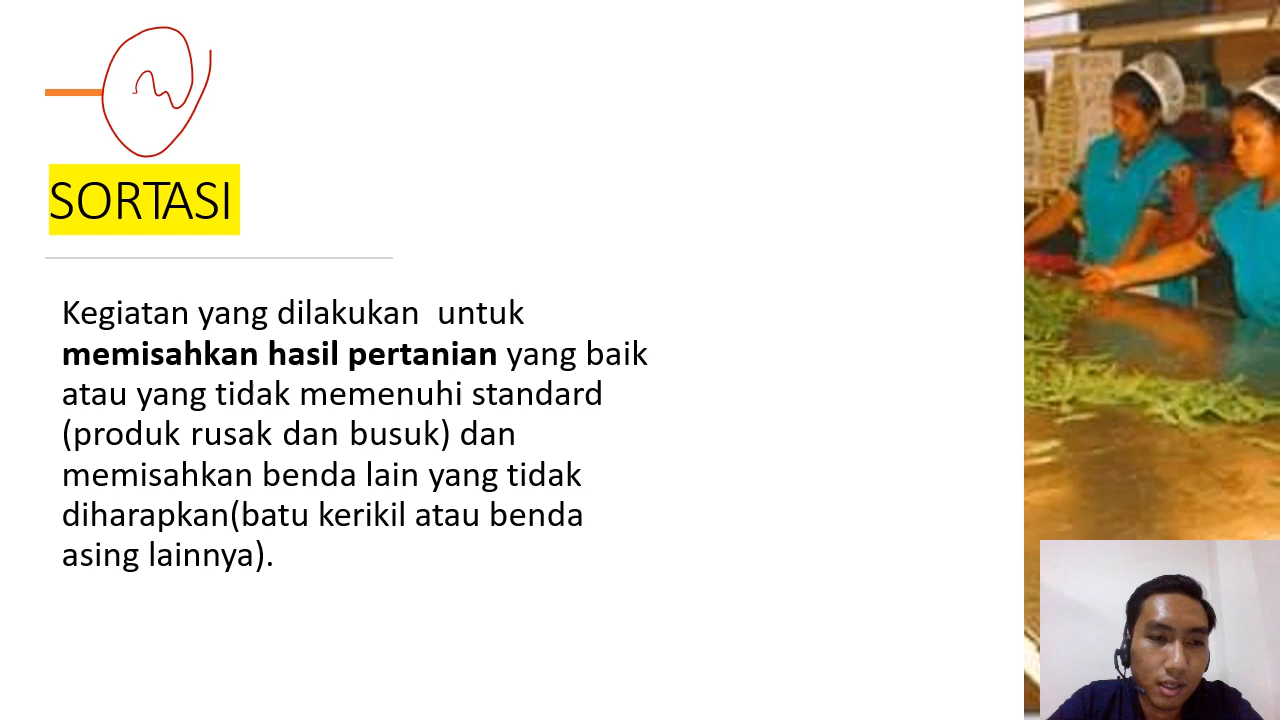 SORTASI
Kegiatan yang dilakukan  untuk
memisahkan hasil pertanian yang baik
atau yang tidak memenuhi standard
(produk rusak dan busuk) dan
memisahkan benda lain yang tidak
diharapkan(batu kerikil atau benda
asing lainnya).